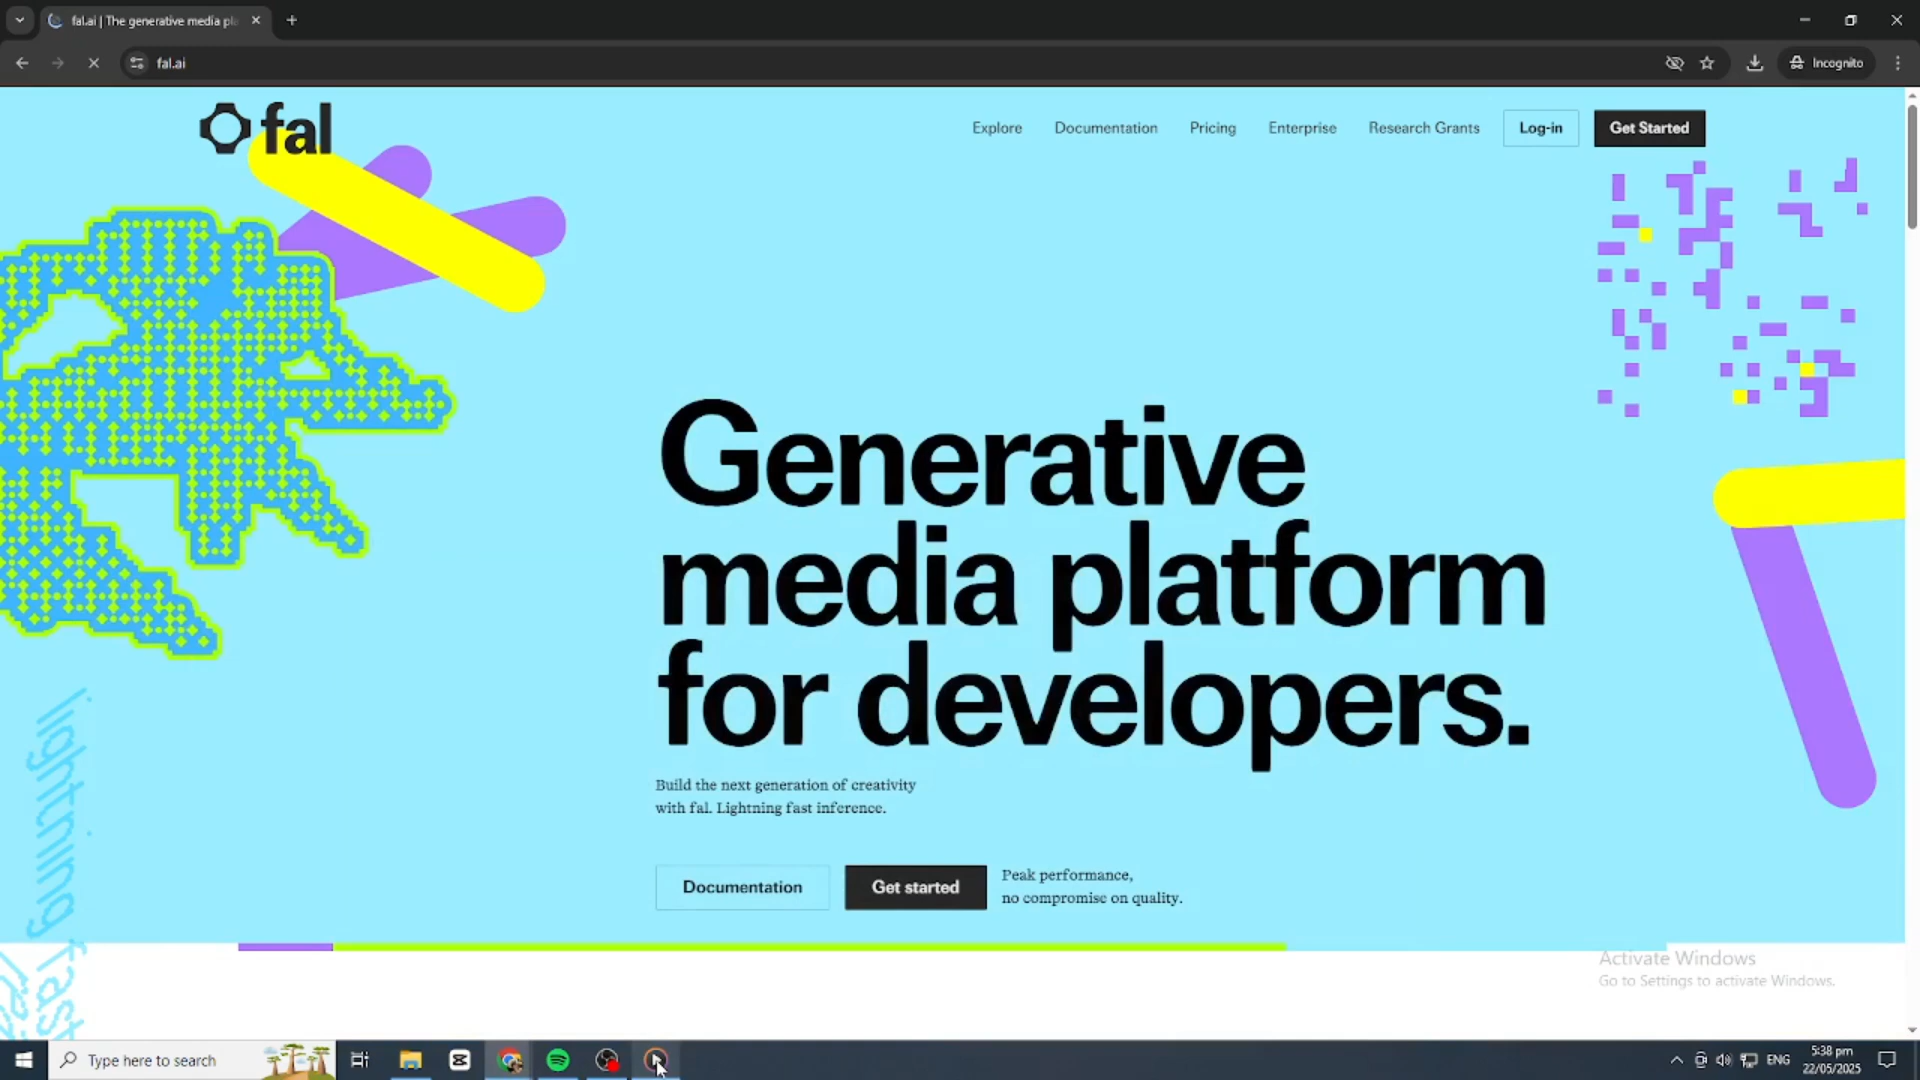 fal.ai | The generative media pla
fal.ai
Incognito
fal
Explore
Documentation
Pricing
Enterprise
Research Grants
Log-in
Get Started
Generative
media platform
for developers.
Build the next generation of creativity
with fal. Lightning fast inference.
Documentation
Get started
Peak performance,
no compromise on quality.
lightning fast
Activate Windows
Go to Settings to activate Windows.
Type here to search
ENG
5:38 pm
22/05/2025